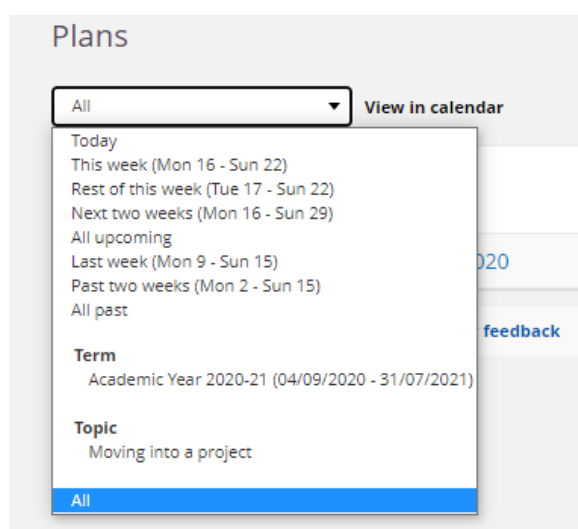 Plans
All
View in calendar
Today
This week (Mon 16 - Sun 22)
Rest of this week (Tue 17 - Sun 22)
Next two weeks (Mon 16 - Sun 29)
All upcoming
Last week (Mon 9 - Sun 15)
020
Past two weeks (Mon 2 - Sun 15)
All past
feedback
Term
Academic Year 2020-21 (04/09/2020 - 31/07/2021)
Topic
Moving into a project
All